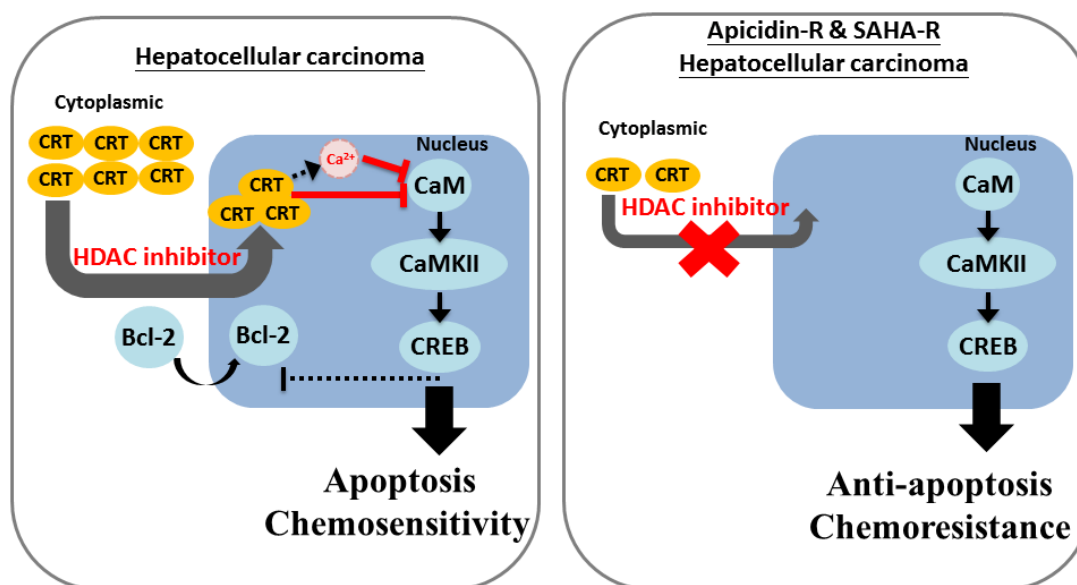 Hepatocellular carcinoma
Cytoplasmic
CRT CRT CRT
CRT CRT CRT
Nucleus
Ca²⁺
CRT
CRT CRT
CaM
HDAC inhibitor
CaMKII
Bcl-2
Bcl-2
CREB
Apoptosis
Chemosensitivity
Apicidin-R & SAHA-R
Hepatocellular carcinoma
Cytoplasmic
CRT CRT
Nucleus
HDAC inhibitor
CaM
CaMKII
CREB
Anti-apoptosis
Chemoresistance